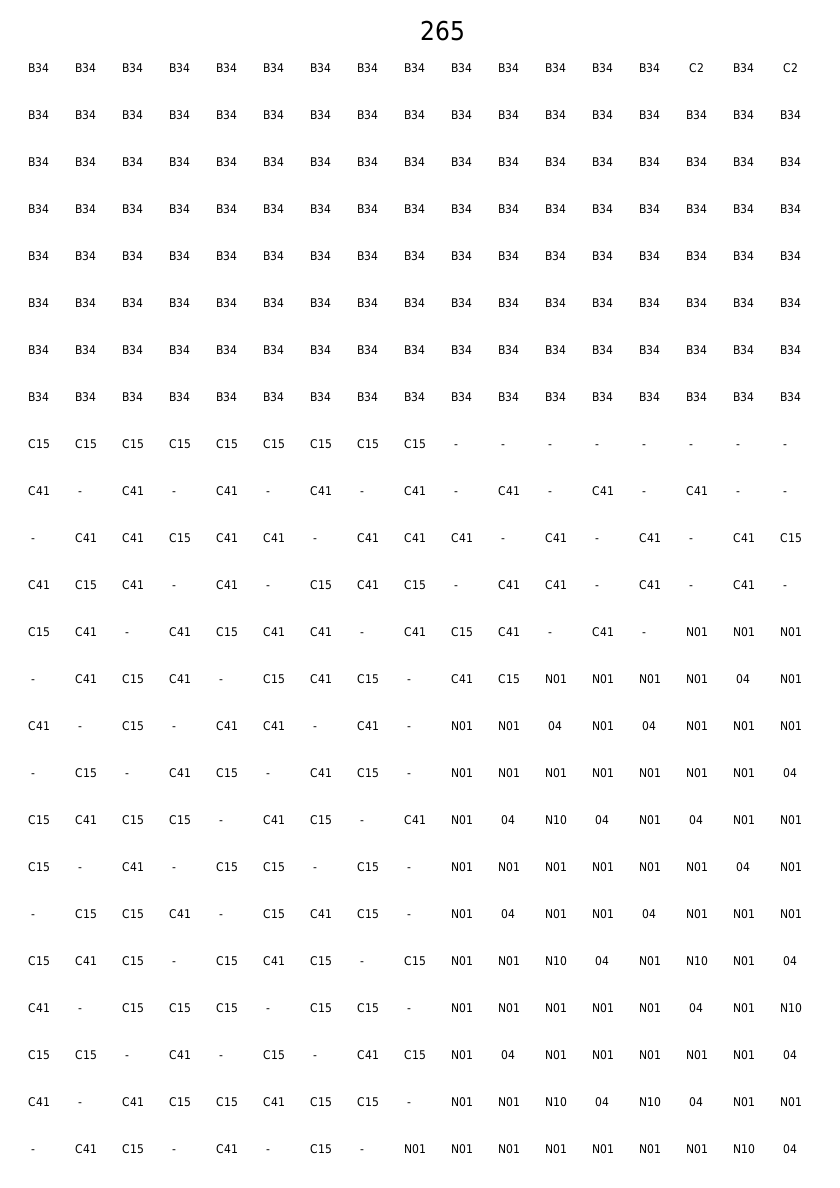 265
B34 B34 B34 B34 B34 B34 B34 B34 B34 B34 B34 B34 B34 B34 C2 B34 C2
B34 B34 B34 B34 B34 B34 B34 B34 B34 B34 B34 B34 B34 B34 B34 B34 B34
B34 B34 B34 B34 B34 B34 B34 B34 B34 B34 B34 B34 B34 B34 B34 B34 B34
B34 B34 B34 B34 B34 B34 B34 B34 B34 B34 B34 B34 B34 B34 B34 B34 B34
B34 B34 B34 B34 B34 B34 B34 B34 B34 B34 B34 B34 B34 B34 B34 B34 B34
B34 B34 B34 B34 B34 B34 B34 B34 B34 B34 B34 B34 B34 B34 B34 B34 B34
B34 B34 B34 B34 B34 B34 B34 B34 B34 B34 B34 B34 B34 B34 B34 B34 B34
B34 B34 B34 B34 B34 B34 B34 B34 B34 B34 B34 B34 B34 B34 B34 B34 B34
C15 C15 C15 C15 C15 C15 C15 C15 C15 - - - - - - - -
C41 - C41 - C41 - C41 - C41 - C41 - C41 - C41 - -
- C41 C41 C15 C41 C41 - C41 C41 C41 - C41 - C41 - C41 C15
C41 C15 C41 - C41 - C15 C41 C15 - C41 C41 - C41 - C41 -
C15 C41 - C41 C15 C41 C41 - C41 C15 C41 - C41 - N01 N01 N01
- C41 C15 C41 - C15 C41 C15 - C41 C15 N01 N01 N01 N01 04 N01
C41 - C15 - C41 C41 - C41 - N01 N01 04 N01 04 N01 N01 N01
- C15 - C41 C15 - C41 C15 - N01 N01 N01 N01 N01 N01 N01 04
C15 C41 C15 C15 - C41 C15 - C41 N01 04 N10 04 N01 04 N01 N01
C15 - C41 - C15 C15 - C15 - N01 N01 N01 N01 N01 N01 04 N01
- C15 C15 C41 - C15 C41 C15 - N01 04 N01 N01 04 N01 N01 N01
C15 C41 C15 - C15 C41 C15 - C15 N01 N01 N10 04 N01 N10 N01 04
C41 - C15 C15 C15 - C15 C15 - N01 N01 N01 N01 N01 04 N01 N10
C15 C15 - C41 - C15 - C41 C15 N01 04 N01 N01 N01 N01 N01 04
C41 - C41 C15 C15 C41 C15 C15 - N01 N01 N10 04 N10 04 N01 N01
- C41 C15 - C41 - C15 - N01 N01 N01 N01 N01 N01 N01 N10 04